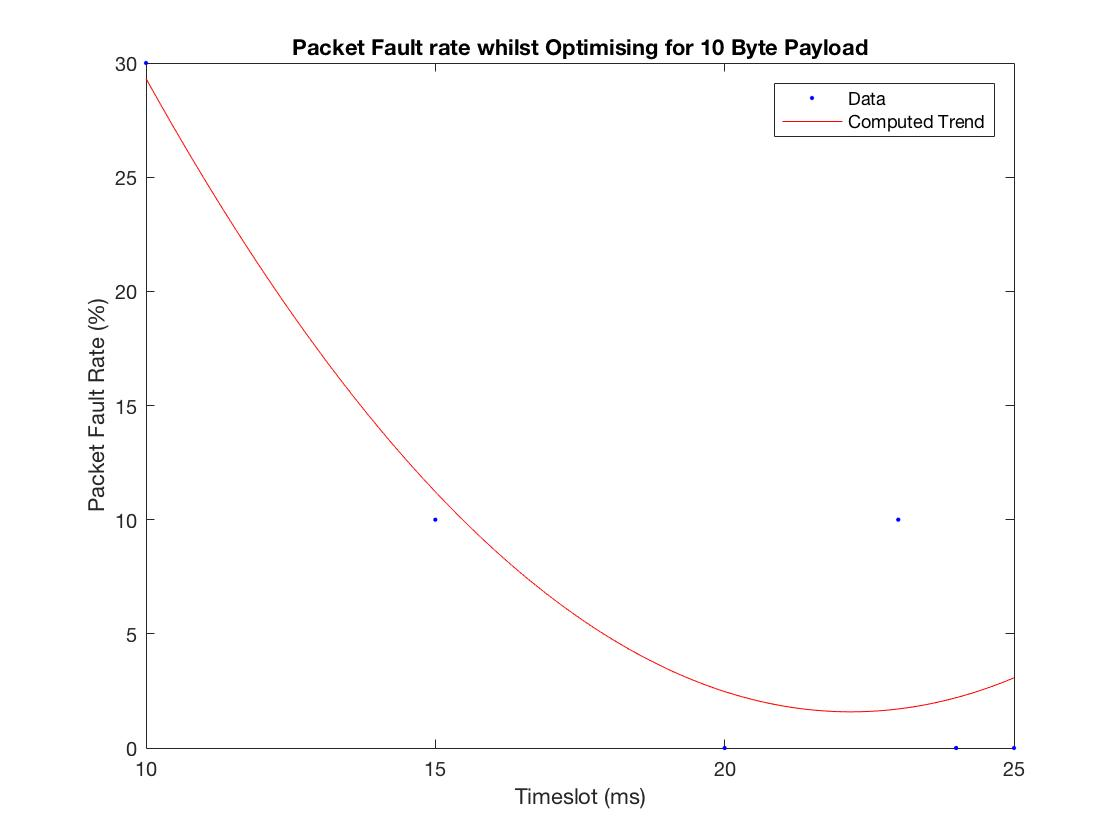 Packet Fault rate whilst Optimising for 10 Byte Payload
Data
Computed Trend
Packet Fault Rate (%)
30
25
20
15
10
5
0
10
15
20
25
Timeslot (ms)